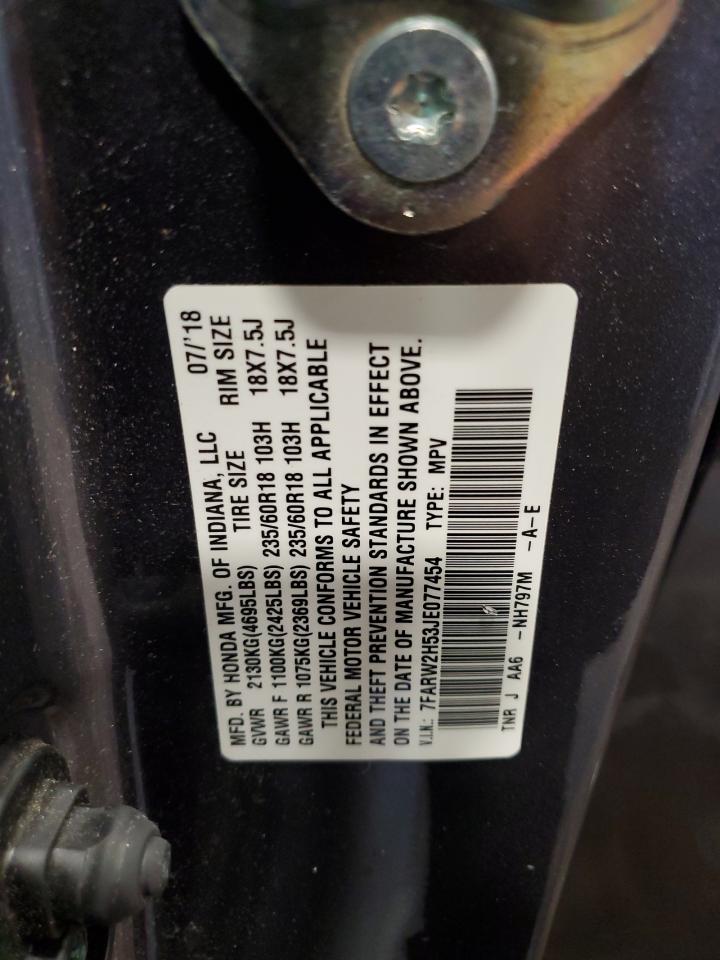 MFD. BY HONDA MFG. OF INDIANA, LLC 07/'18
GVWR 2130KG(4695LBS) TIRE SIZE RIM SIZE
GAWR F 1100KG(2425LBS) 235/60R18 103H 18X7.5J
GAWR R 1075KG(2369LBS) 235/60R18 103H 18X7.5J
THIS VEHICLE CONFORMS TO ALL APPLICABLE
FEDERAL MOTOR VEHICLE SAFETY
AND THEFT PREVENTION STANDARDS IN EFFECT
ON THE DATE OF MANUFACTURE SHOWN ABOVE.
V.I.N.: 7FARW2H53JE077454 TYPE: MPV
TNR J AA6 -NH797M -A-E